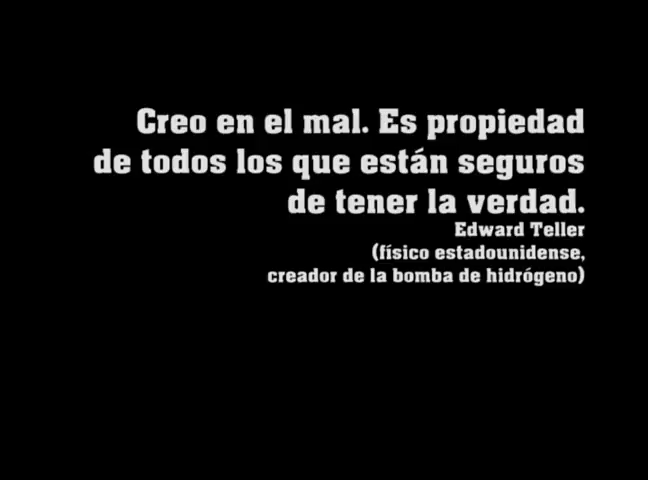 Creo en el mal. Es propiedad
de todos los que están seguros
de tener la verdad.
Edward Teller
(físico estadounidense,
creador de la bomba de hidrógeno)